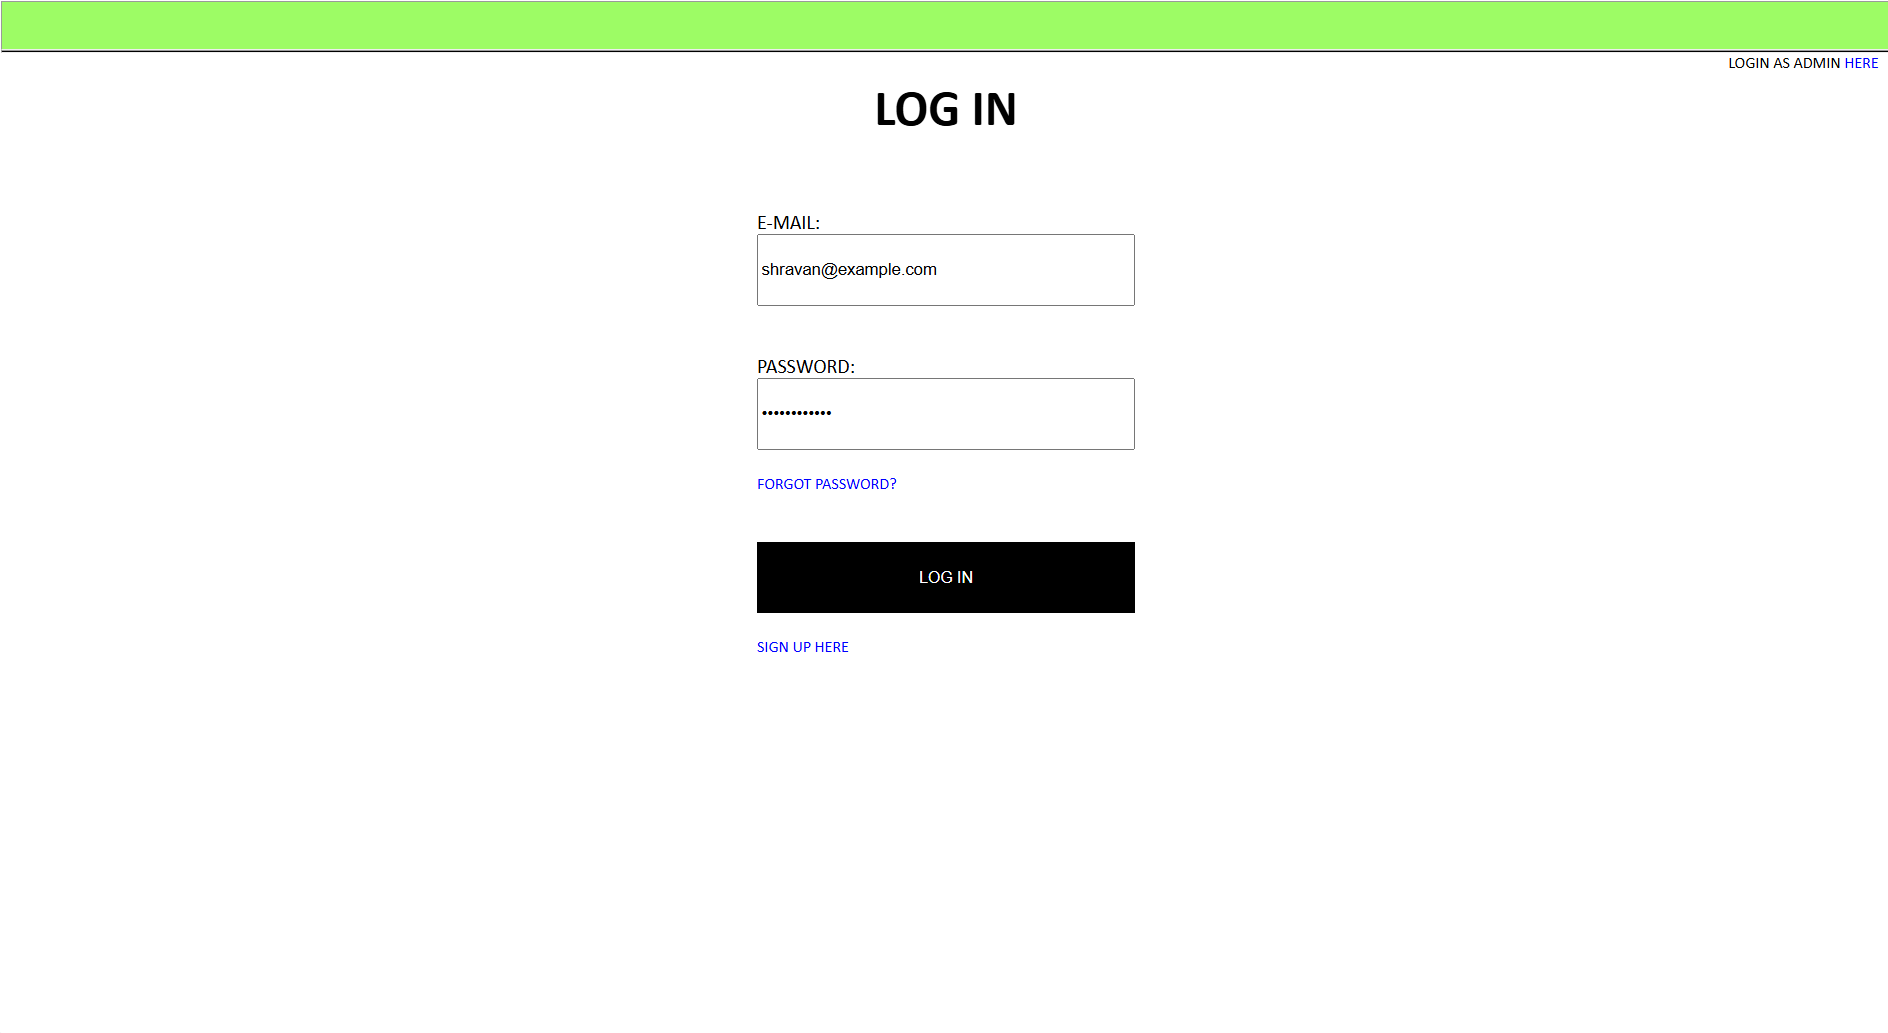 LOGIN AS ADMIN HERE
LOG IN
E-MAIL:
shravan@example.com
PASSWORD:
••••••••••••
FORGOT PASSWORD?
LOG IN
SIGN UP HERE